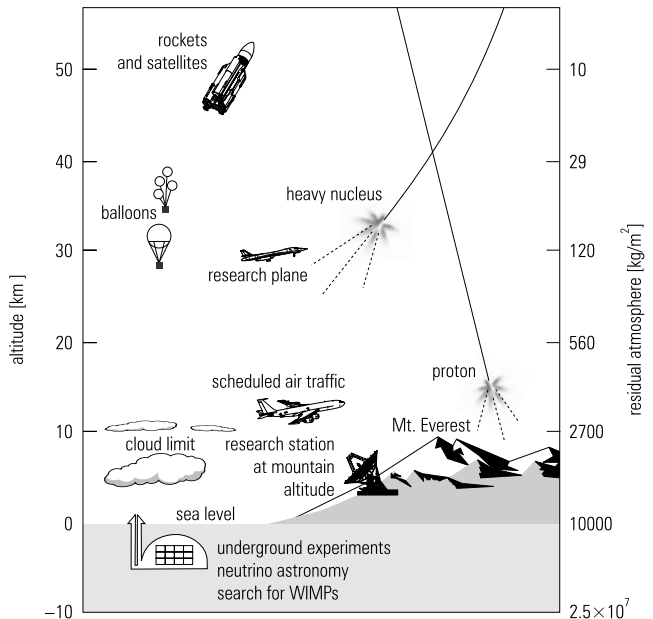 rockets
and satellites
50
10
40
29
heavy nucleus
balloons
30
120
research plane
altitude [km]
residual atmosphere [kg/m²]
20
560
scheduled air traffic
proton
Mt. Everest
10
2700
cloud limit
research station
at mountain
altitude
sea level
0
10000
underground experiments
neutrino astronomy
search for WIMPs
–10
2.5×10⁷